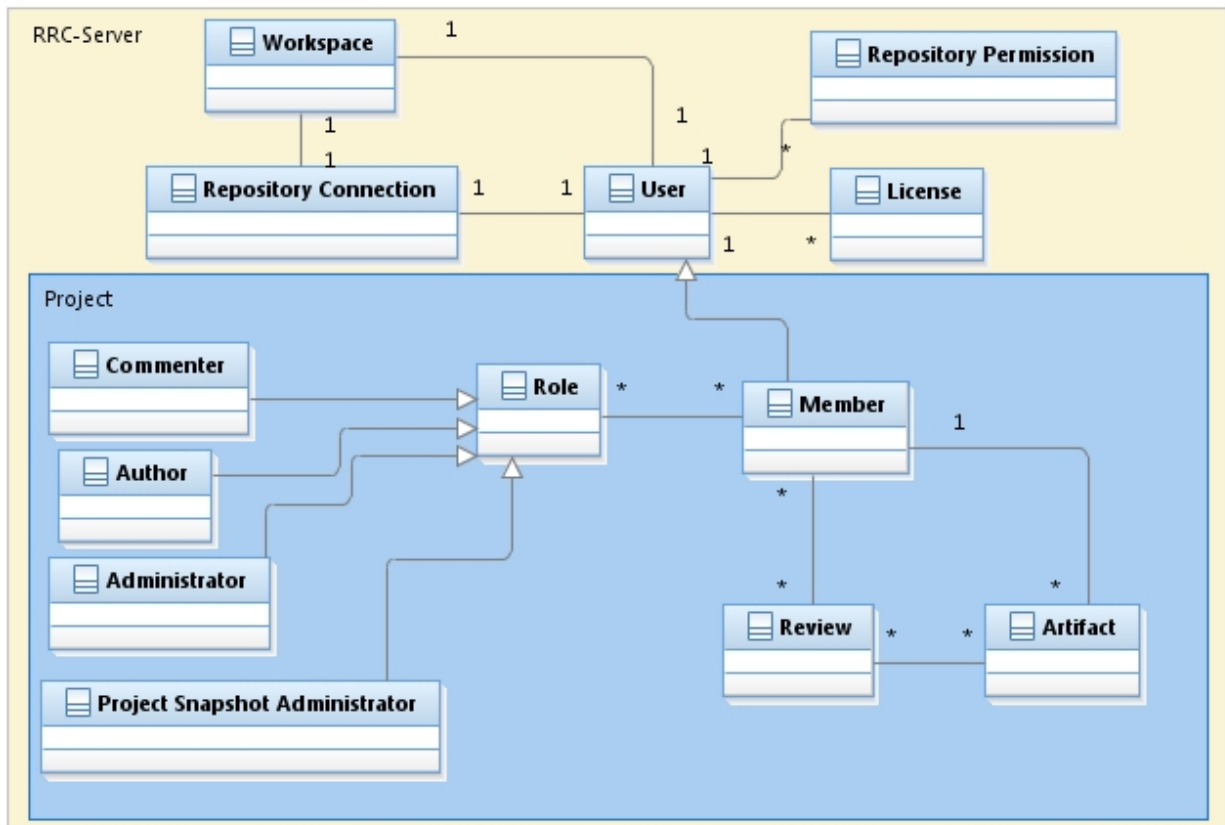 RRC-Server
Workspace
1
Repository Permission
1
1
1
1
*
Repository Connection
1
1
User
License
1
*
Project
Commenter
Role
*
*
Member
1
Author
*
Administrator
*
*
Review
*
*
Artifact
Project Snapshot Administrator